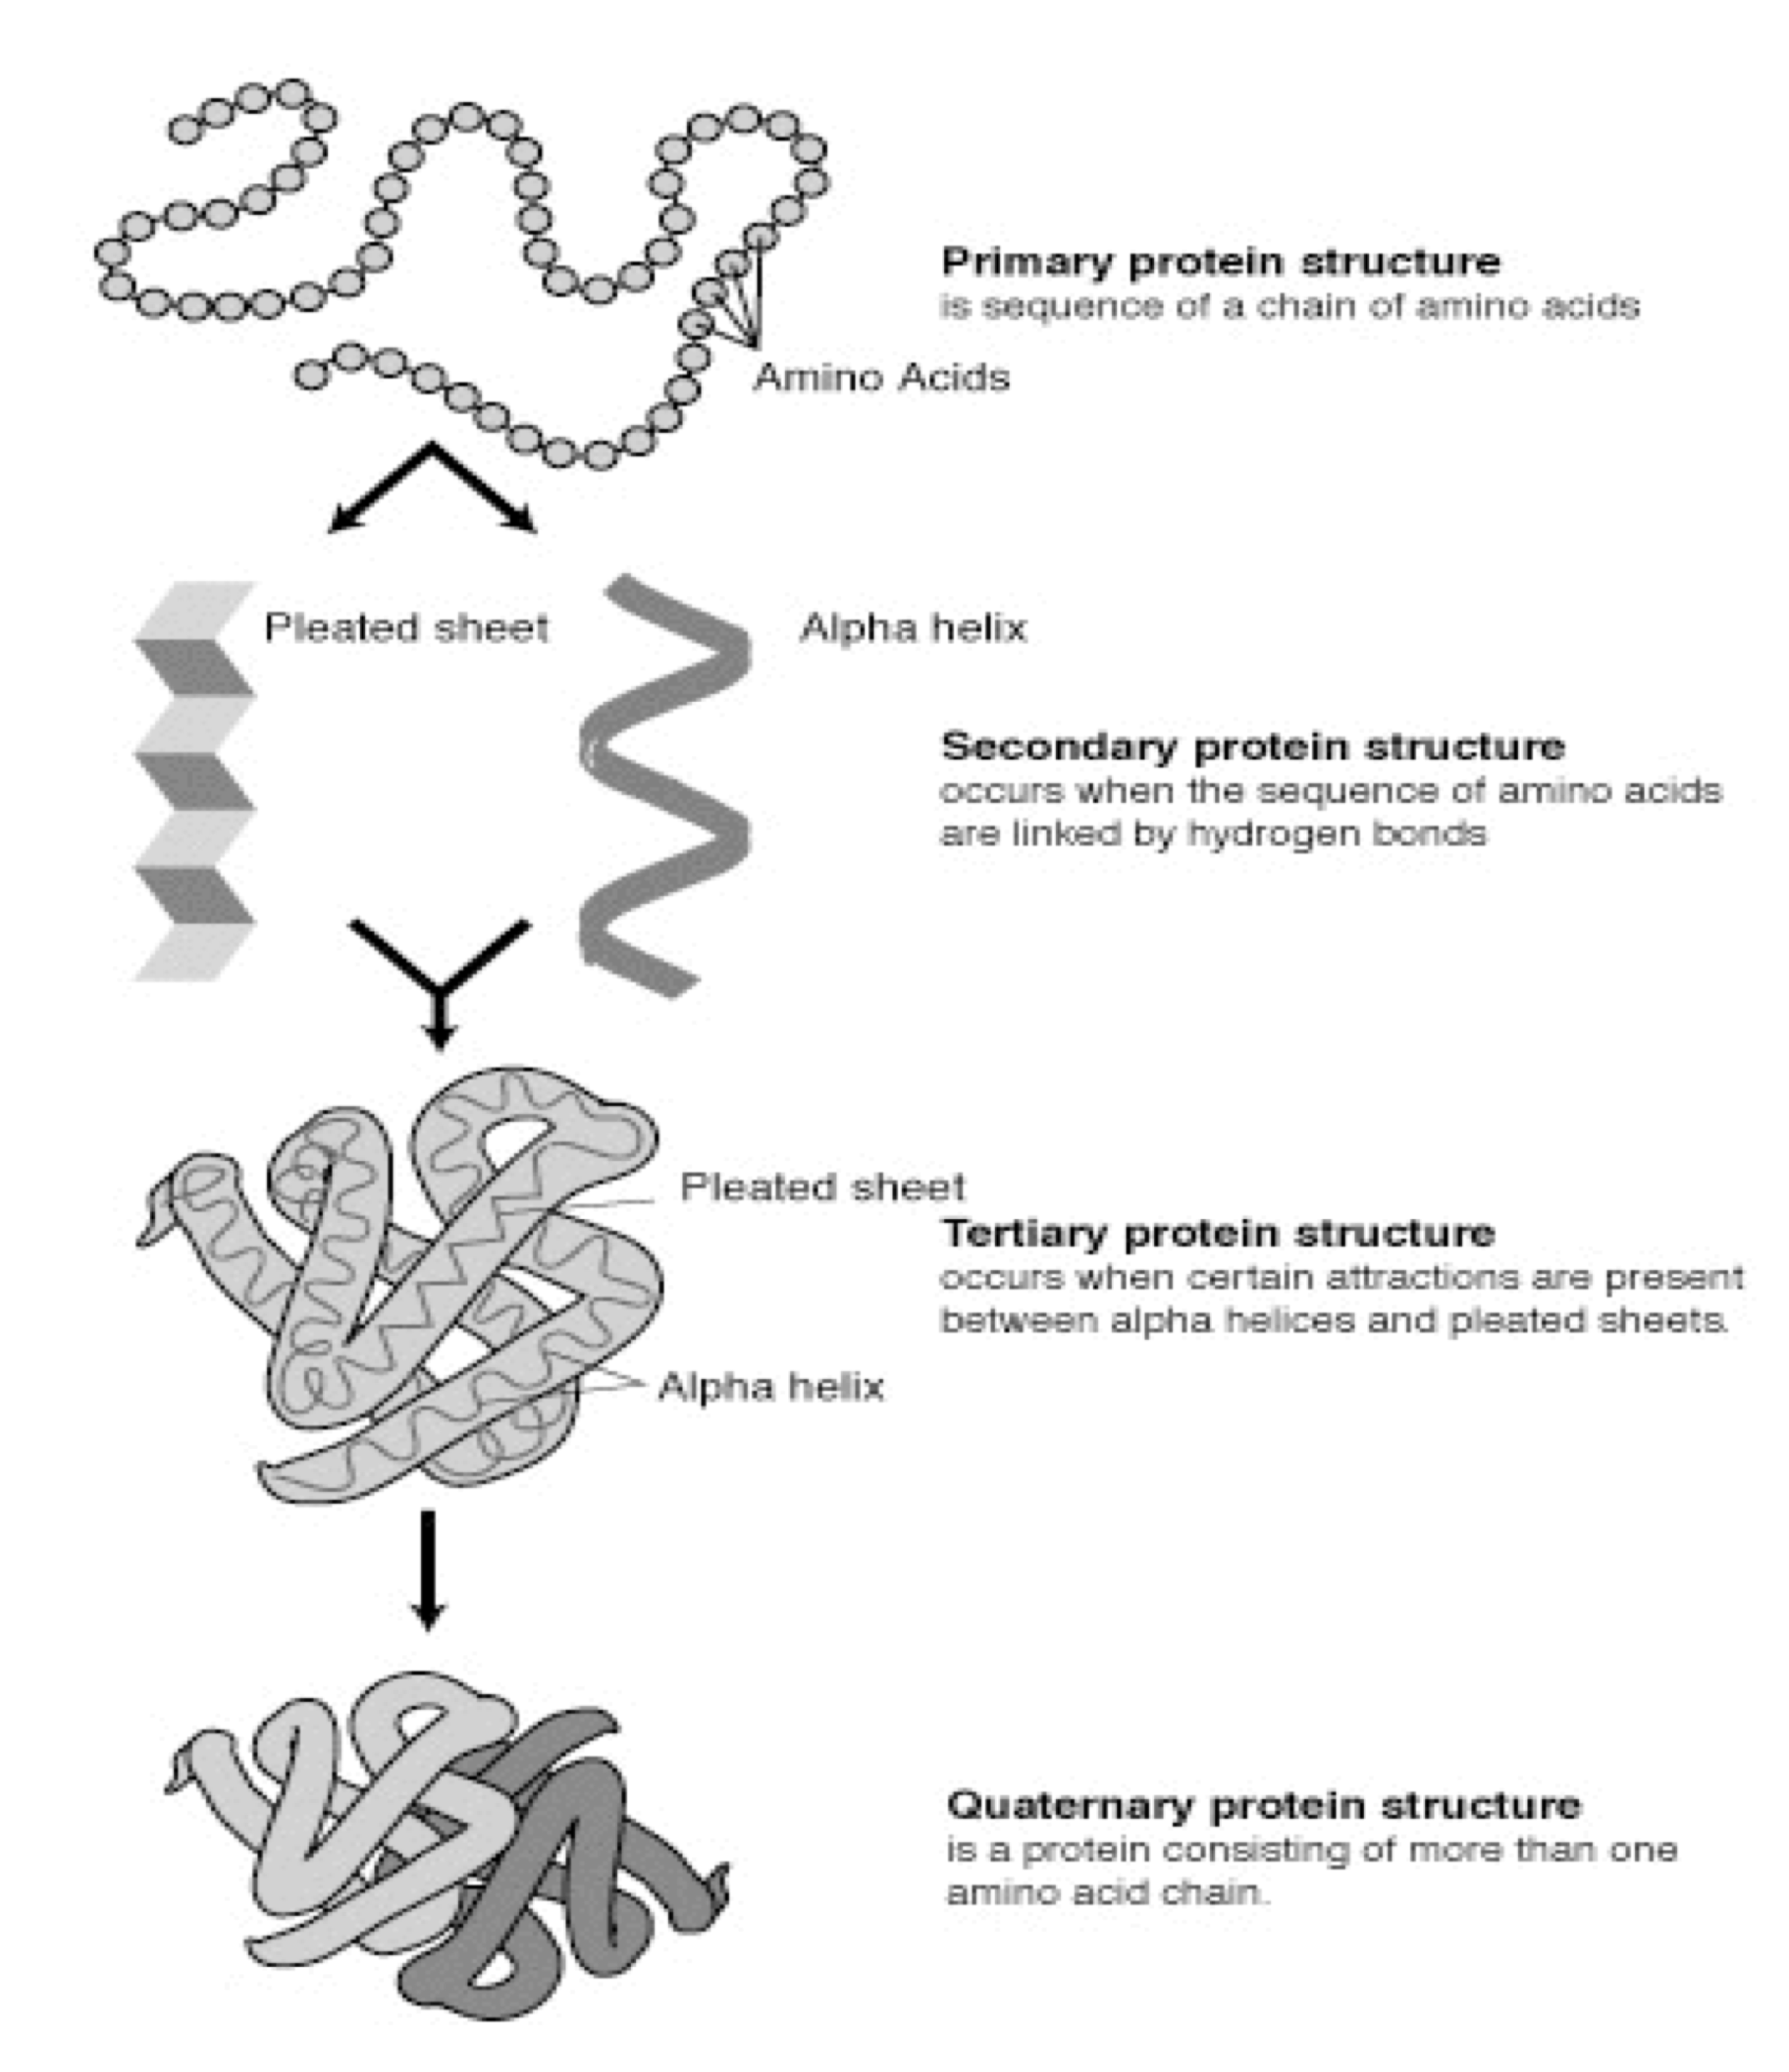 Primary protein structure
is sequence of a chain of amino acids
Amino Acids
Pleated sheet
Alpha helix
Secondary protein structure
occurs when the sequence of amino acids
are linked by hydrogen bonds
Pleated sheet
Tertiary protein structure
occurs when certain attractions are present
between alpha helices and pleated sheets.
Alpha helix
Quaternary protein structure
is a protein consisting of more than one
amino acid chain.